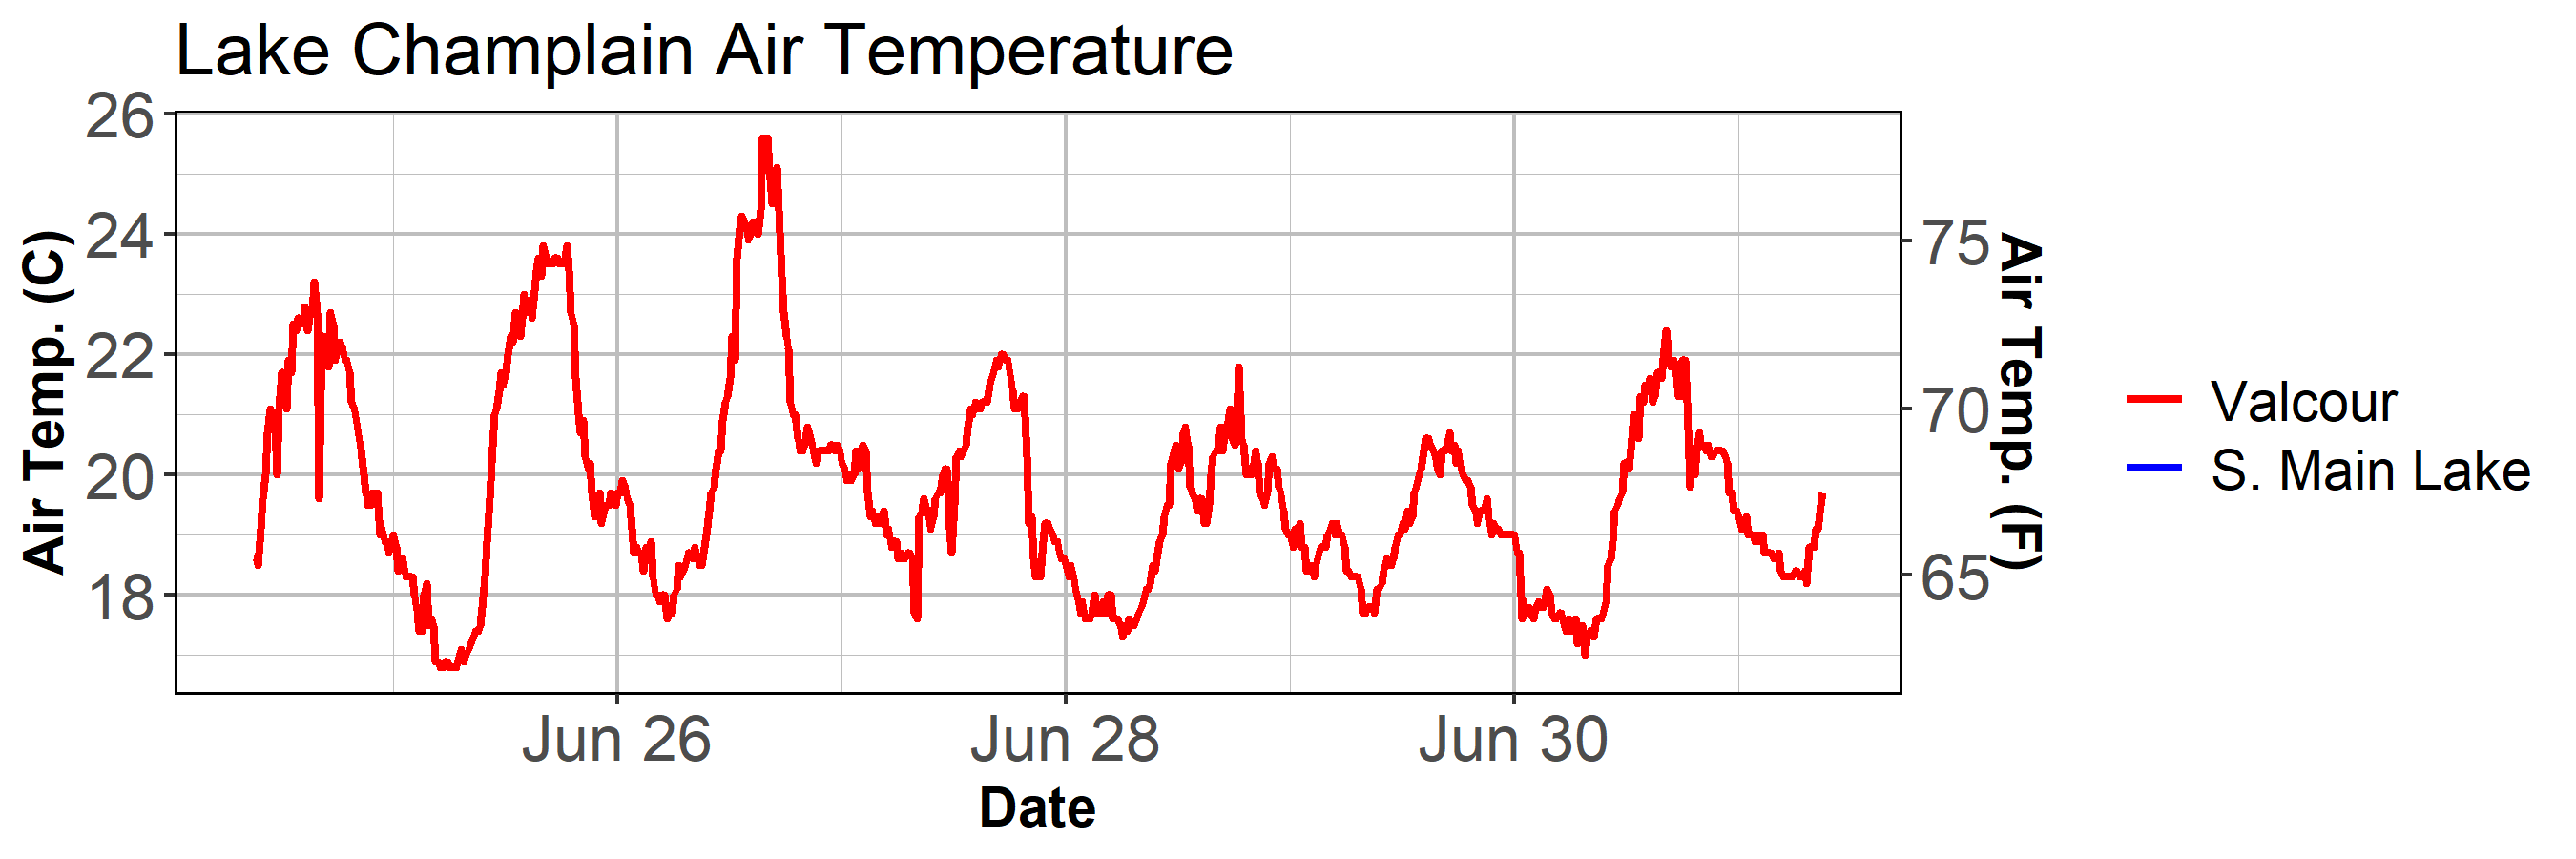 Lake Champlain Air Temperature
26
24
22
20
18
Air Temp. (C)
75
70
65
Air Temp. (F)
Jun 26
Jun 28
Jun 30
Date
Valcour
S. Main Lake